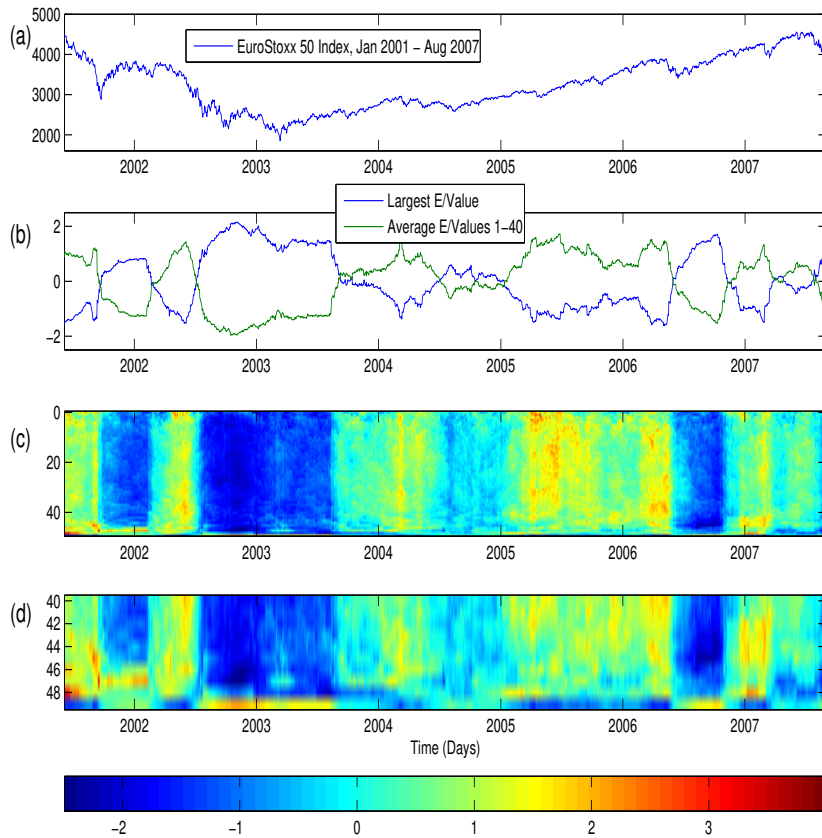 (a)
5000
4000
3000
2000
EuroStoxx 50 Index, Jan 2001 − Aug 2007
2002 2003 2004 2005 2006 2007
(b)
2
0
−2
Largest E/Value
Average E/Values 1−40
2002 2003 2004 2005 2006 2007
(c)
0
20
40
2002 2003 2004 2005 2006 2007
(d)
40
42
44
46
48
2002 2003 2004 2005 2006 2007
Time (Days)
−2 −1 0 1 2 3